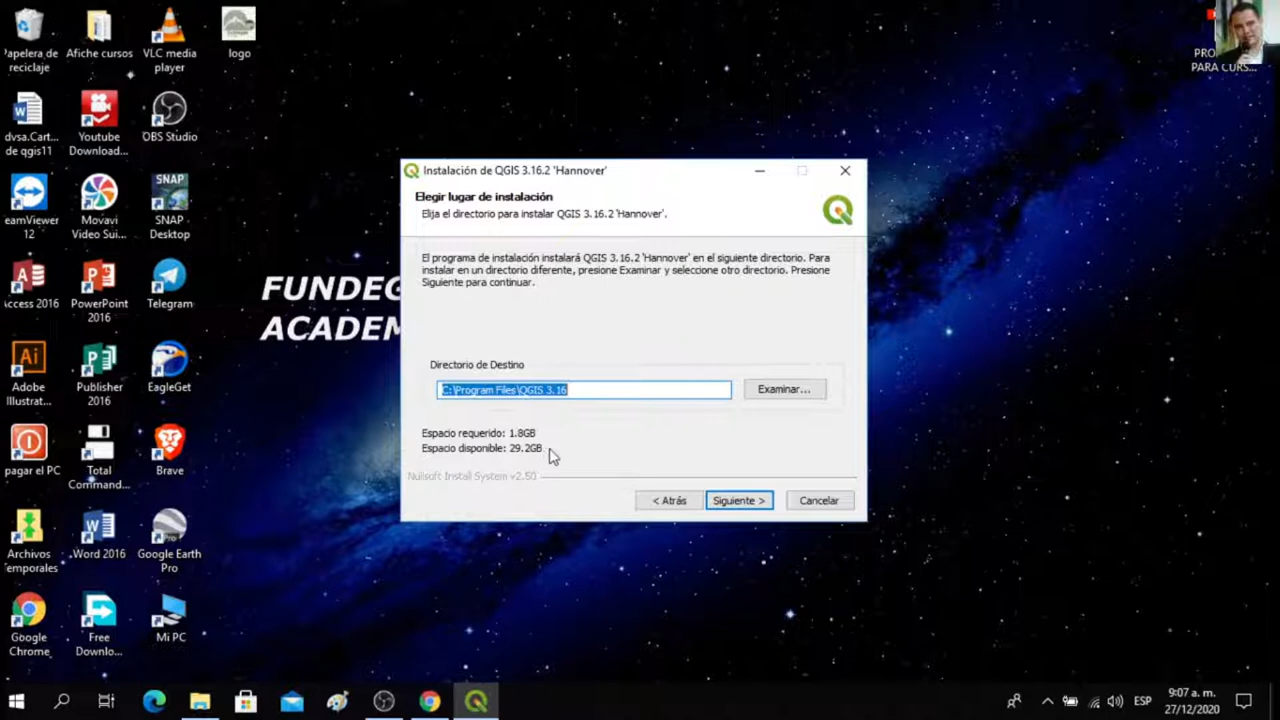 Papelera de
reciclaje
Afiche cursos
VLC media
player
logo
dvsa.Cart...
de qgis11
Youtube
Downoad...
OBS Studio
eamViewer
12
Movavi
Video Sui...
SNAP
SNAP
Desktop
Access 2016
PowerPoint
2016
Telegram
Ai
Adobe
Illustrat...
Publisher
2016
EagleGet
pagar el PC
Total
Command...
Brave
Archivos
Temporales
Word 2016
Google Earth
Pro
Google
Chrome
Free
Downlo...
Mi PC
FUNDEG
ACADEM
PRO
PARA CURS...
Instalación de QGIS 3.16.2 'Hannover'
Elegir lugar de instalación
Elija el directorio para instalar QGIS 3.16.2 'Hannover'.
El programa de instalación instalará QGIS 3.16.2 'Hannover' en el siguiente directorio. Para
instalar en un directorio diferente, presione Examinar y seleccione otro directorio. Presione
Siguiente para continuar.
Directorio de Destino
C:\Program Files\QGIS 3.16
Examinar...
Espacio requerido: 1.8GB
Espacio disponible: 29.2GB
Nullsoft Install System v2.50
< Atrás
Siguiente >
Cancelar
ESP
9:07 a. m.
27/12/2020